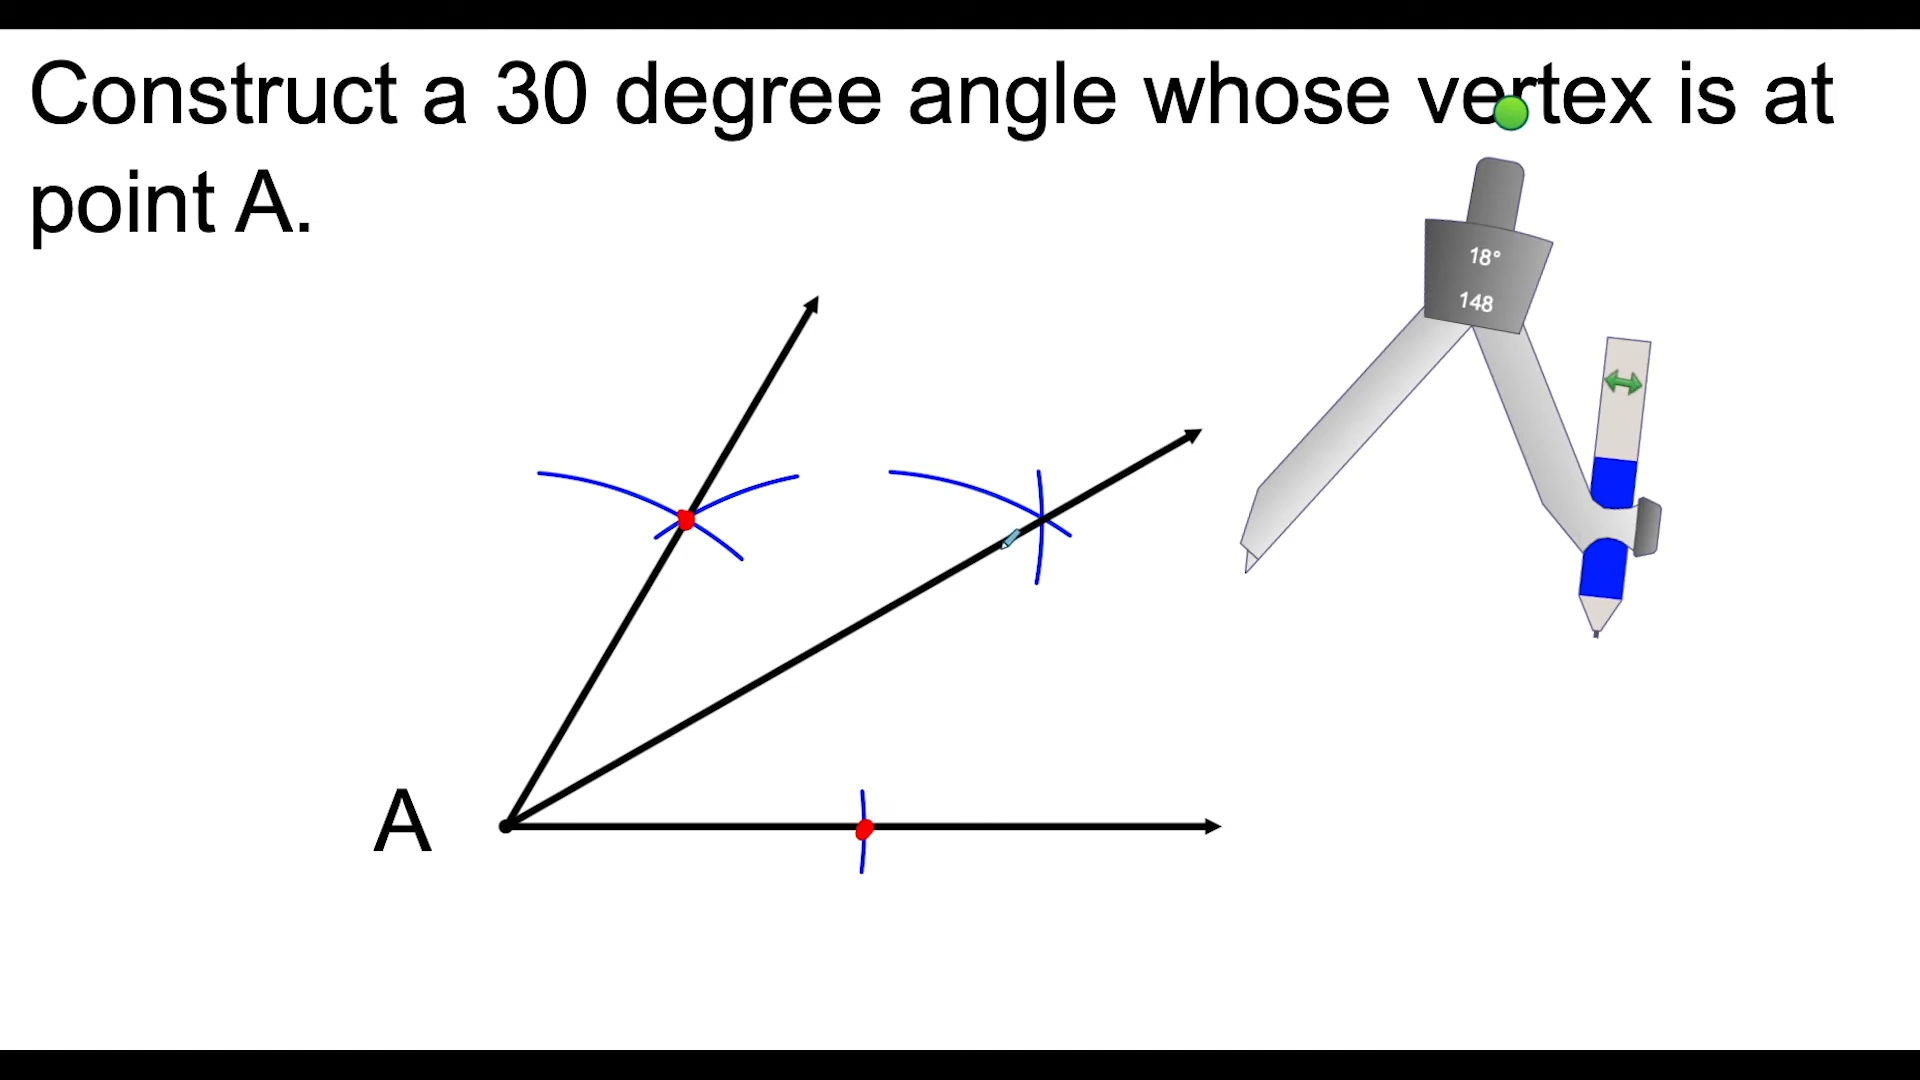 Construct a 30 degree angle whose vertex is at
point A.
18°
148
A